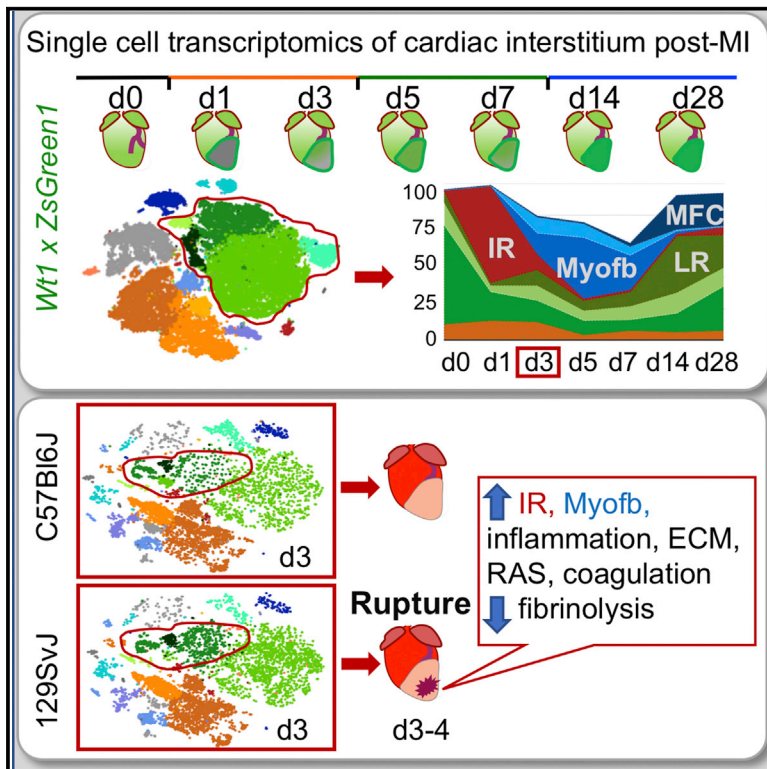 Single cell transcriptomics of cardiac interstitium post-MI
d0 d1 d3 d5 d7 d14 d28
Wt1 x ZsGreen1
100
75
50
25
0
IR
Myofb
MFC
LR
d0 d1 d3 d5 d7 d14 d28
C57Bl6J
d3
129SvJ
d3
Rupture
d3-4
IR, Myofb,
inflammation, ECM,
RAS, coagulation
fibrinolysis